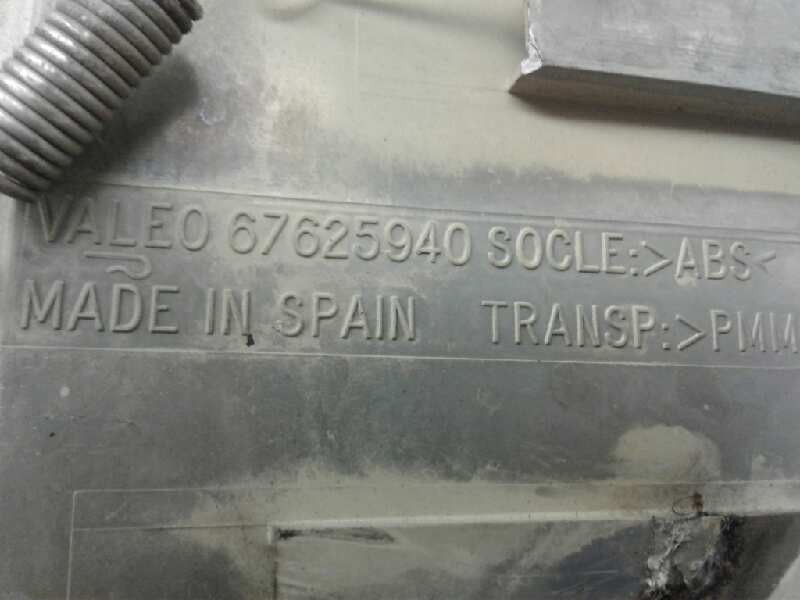 VALEO 67625940 SOCLE:>ABS<
MADE IN SPAIN TRANSP:>PMM